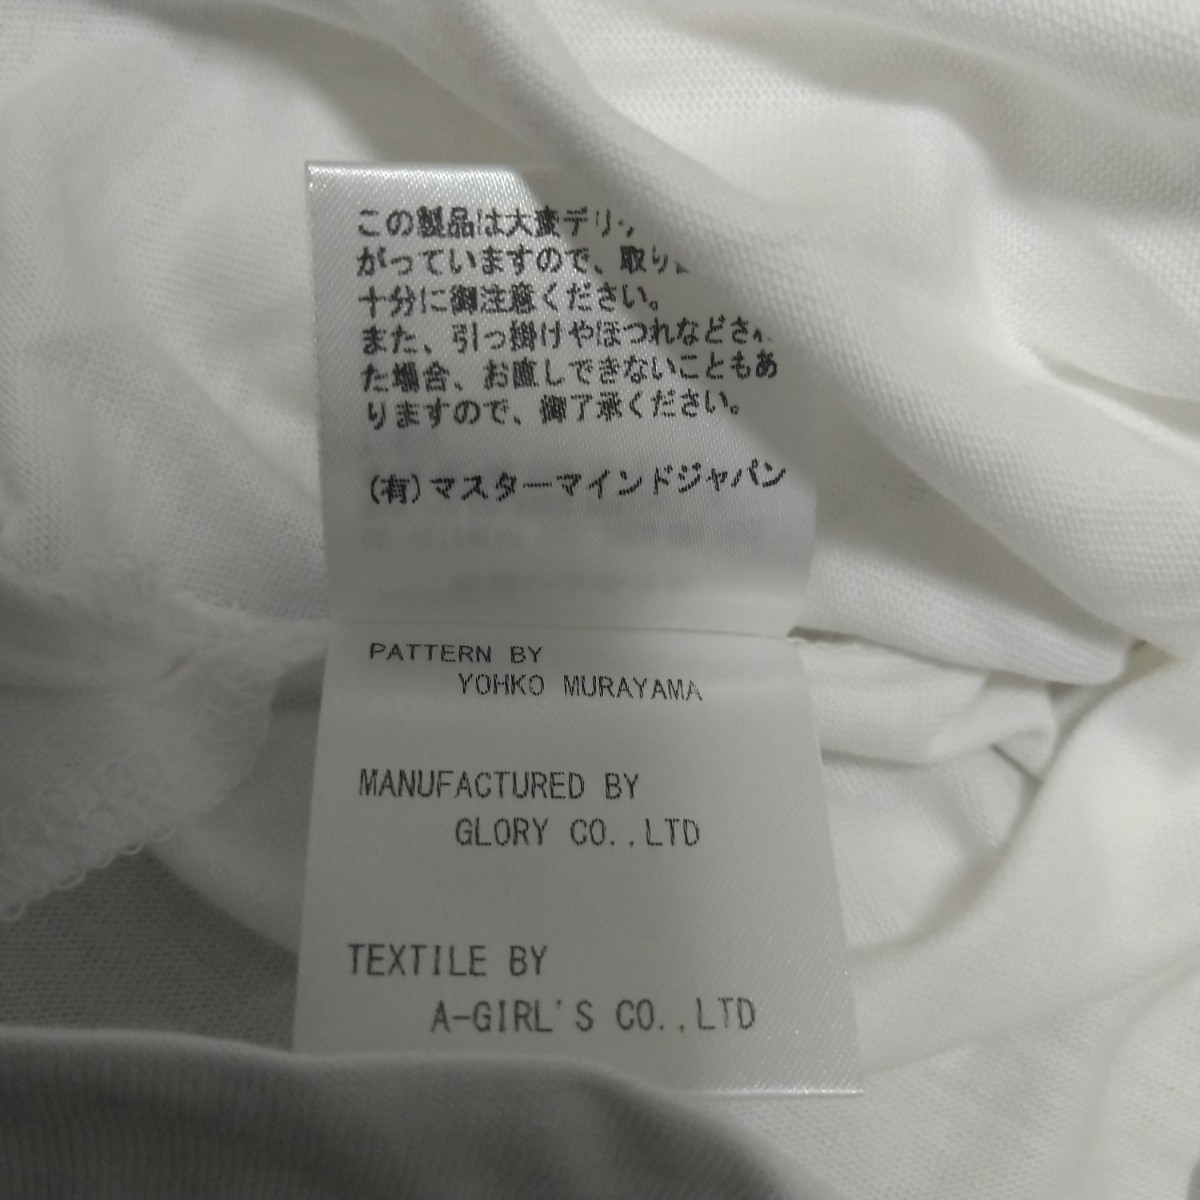 この製品は大変デリ
がっていますので、取り
十分に御注意ください。
また、引っ掛けやほつれなどされ
た場合、お直しできないこともあ
りますので、御了承ください。
(有)マスターマインドジャパン
PATTERN BY
YOHKO MURAYAMA
MANUFACTURED BY
GLORY CO.,LTD
TEXTILE BY
A-GIRL'S CO.,LTD